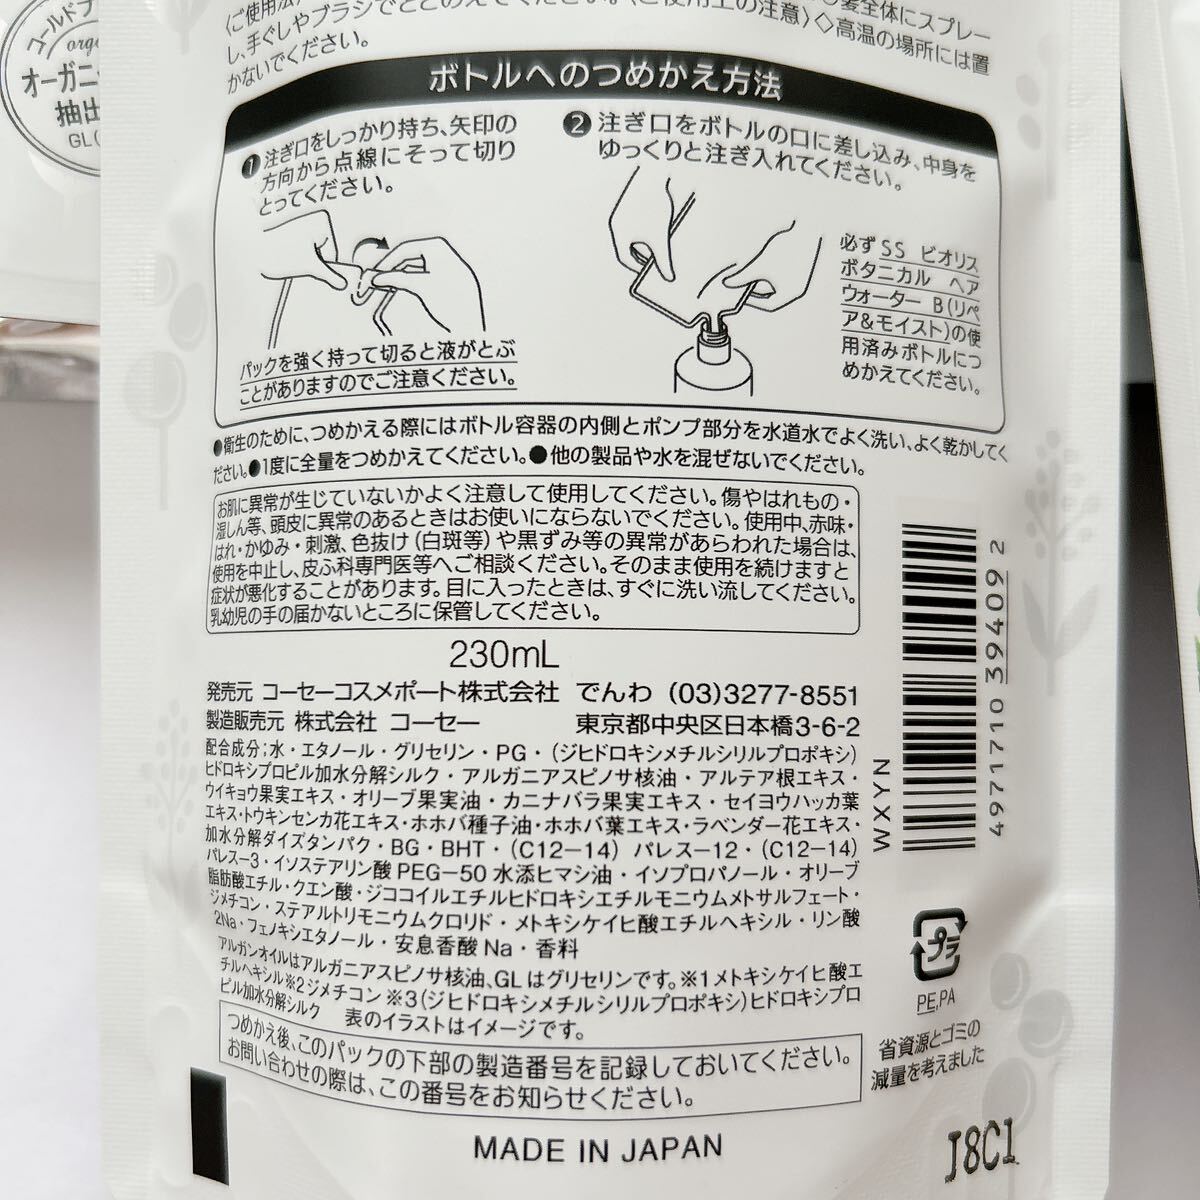 コールドプ
orga
オーガニッ
抽出
GL(
〈ご使用法
髪全体にスプレー
し、手ぐしやブラシでととのえてください。〈ご使用上の注意〉◇高温の場所には置
かないでください。
ボトルへのつめかえ方法
❶注ぎ口をしっかり持ち、矢印の
方向から点線にそって切り
とってください。
パックを強く持って切ると液がとぶ
ことがありますのでご注意ください。
❷注ぎ口をボトルの口に差し込み、中身を
ゆっくりと注ぎ入れてください。
必ずSS ビオリス
ボタニカル ヘア
ウォーター B(リペ
ア&モイスト)の使
用済みボトルにつ
めかえてください。
●衛生のために、つめかえる際にはボトル容器の内側とポンプ部分を水道水でよく洗い、よく乾かしてく
ださい。●1度に全量をつめかえてください。●他の製品や水を混ぜないでください。
お肌に異常が生じていないかよく注意して使用してください。傷やはれもの・
湿しん等、頭皮に異常のあるときはお使いにならないでください。使用中、赤味・
はれ・かゆみ・刺激、色抜け(白斑等)や黒ずみ等の異常があらわれた場合は、
使用を中止し、皮ふ科専門医等へご相談ください。そのまま使用を続けますと
症状が悪化することがあります。目に入ったときは、すぐに洗い流してください。
乳幼児の手の届かないところに保管してください。
230mL
発売元 コーセーコスメポート株式会社 でんわ (03)3277-8551
製造販売元 株式会社 コーセー 東京都中央区日本橋3-6-2
配合成分;水・エタノール・グリセリン・PG・(ジヒドロキシメチルシリルプロポキシ)
ヒドロキシプロピル加水分解シルク・アルガニアスピノサ核油・アルテア根エキス・
ウイキョウ果実エキス・オリーブ果実油・カニナバラ果実エキス・セイヨウハッカ葉
エキス・トウキンセンカ花エキス・ホホバ種子油・ホホバ葉エキス・ラベンダー花エキス・
加水分解ダイズタンパク・BG・BHT・(C12-14) パレス-12・(C12-14)
パレス-3・イソステアリン酸PEG-50 水添ヒマシ油・イソプロパノール・オリーブ
脂肪酸エチル・クエン酸・ジココイルエチルヒドロキシエチルモニウムメトサルフェート・
ジメチコン・ステアルトリモニウムクロリド・メトキシケイヒ酸エチルヘキシル・リン酸
2Na・フェノキシエタノール・安息香酸Na・香料
アルガンオイルはアルガニアスピノサ核油、GLはグリセリンです。※1メトキシケイヒ酸エ
チルヘキシル※2ジメチコン※3(ジヒドロキシメチルシリルプロポキシ)ヒドロキシプロ
ピル加水分解シルク 表のイラストはイメージです。
つめかえ後、このパックの下部の製造番号を記録しておいてください。
お問い合わせの際は、この番号をお知らせください。
WXYN
4971710 394092
プラ
PE,PA
省資源とゴミの
減量を考えました
MADE IN JAPAN
J8C1